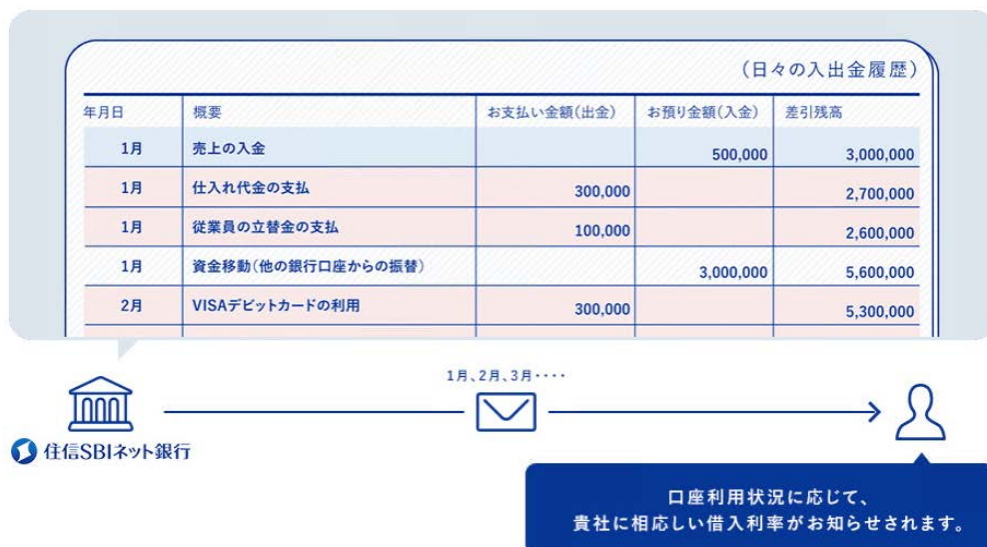 (日々の入出金履歴)
年月日 概要 お支払い金額(出金) お預り金額(入金) 差引残高
1月 売上の入金 500,000 3,000,000
1月 仕入れ代金の支払 300,000 2,700,000
1月 従業員の立替金の支払 100,000 2,600,000
1月 資金移動(他の銀行口座からの振替) 3,000,000 5,600,000
2月 VISAデビットカードの利用 300,000 5,300,000
1月、2月、3月・・・・
住信SBIネット銀行
口座利用状況に応じて、
貴社に相応しい借入利率がお知らせされます。